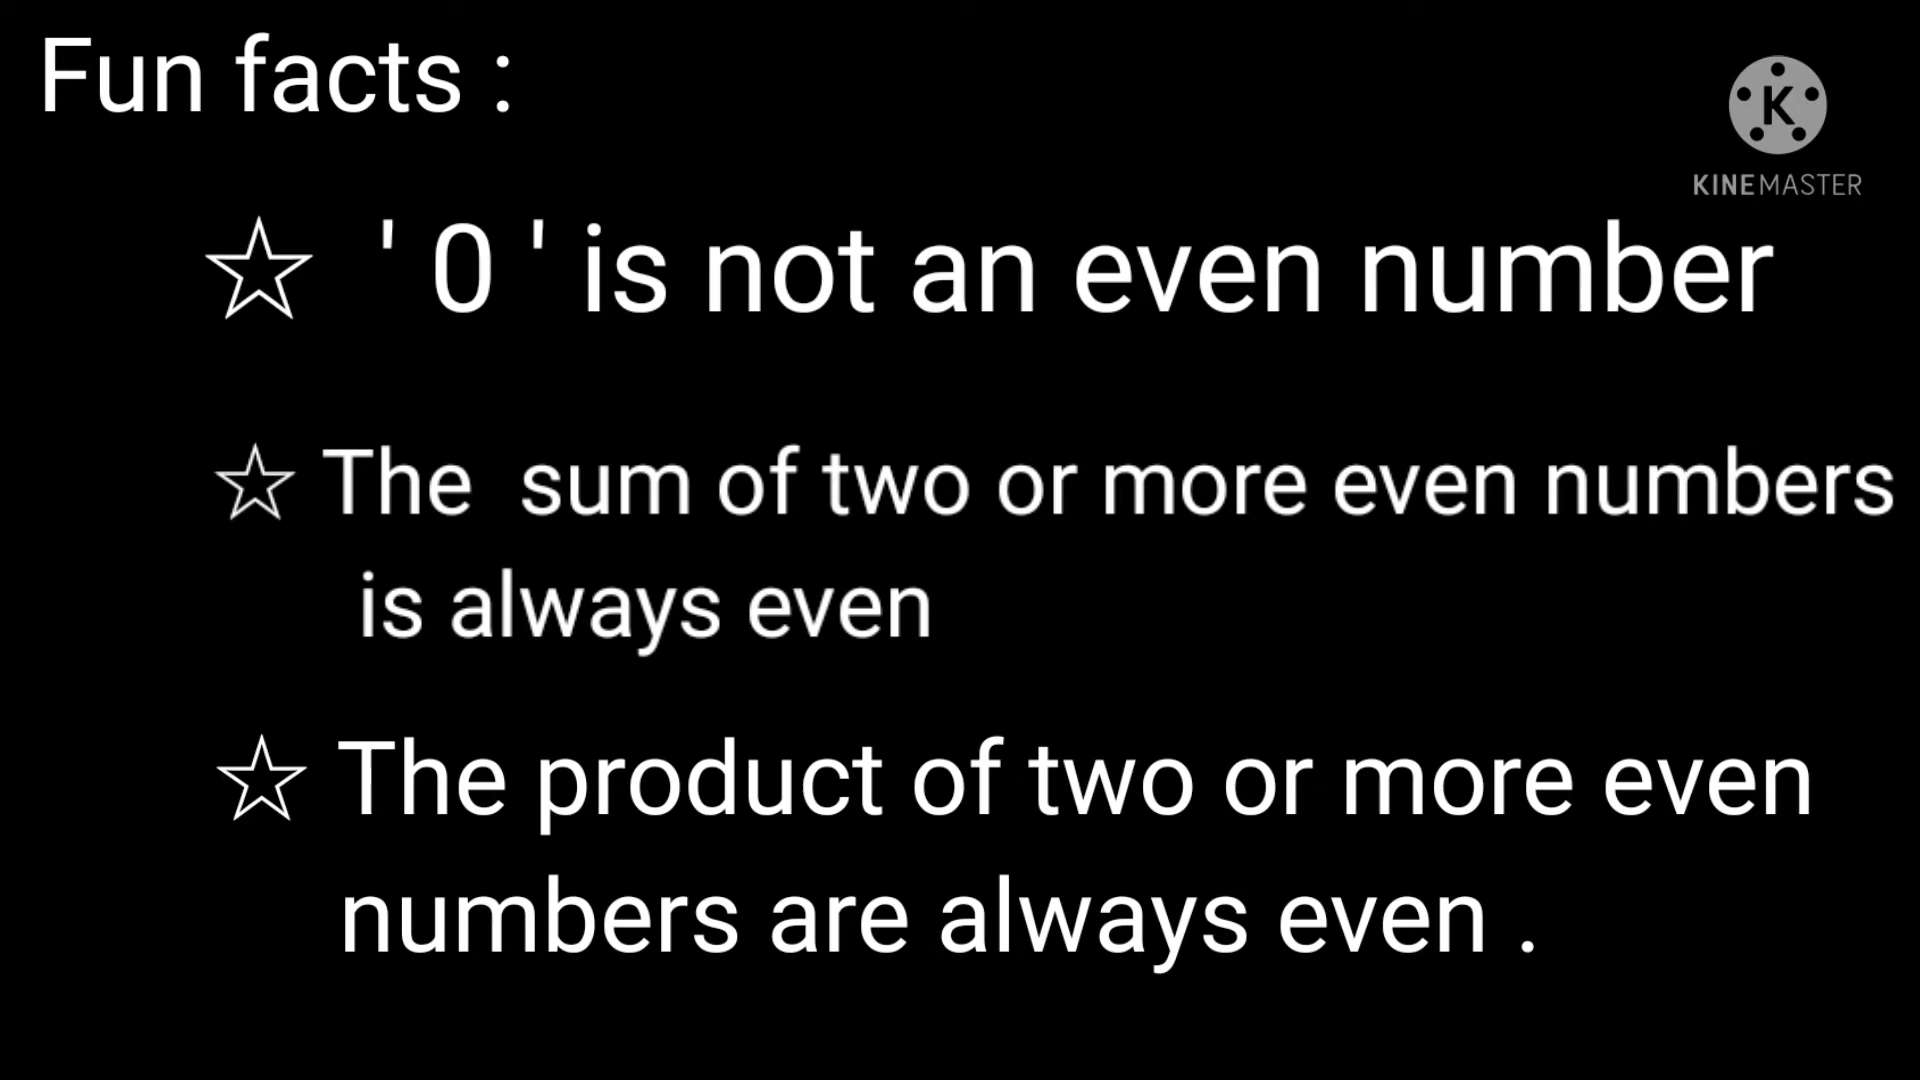 Fun facts :
K
KINEMASTER
☆ ' 0 ' is not an even number
☆ The sum of two or more even numbers
is always even
☆ The product of two or more even
numbers are always even .